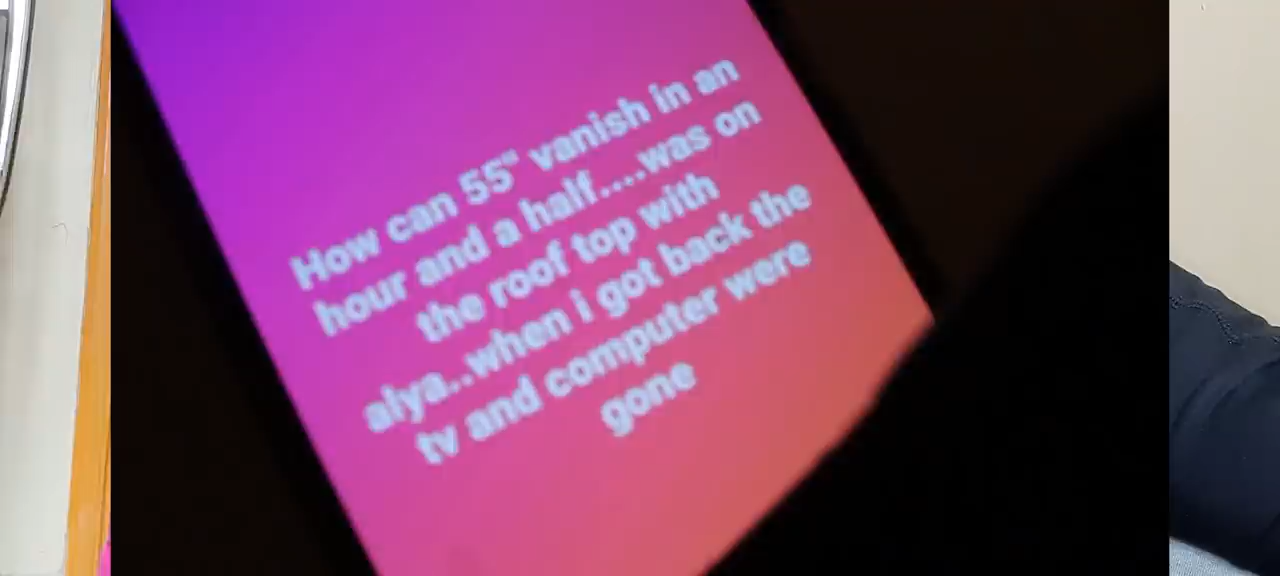 How can 55" vanish in an
hour and a half....was on
the roof top with
alya..when i got back the
tv and computer were
gone